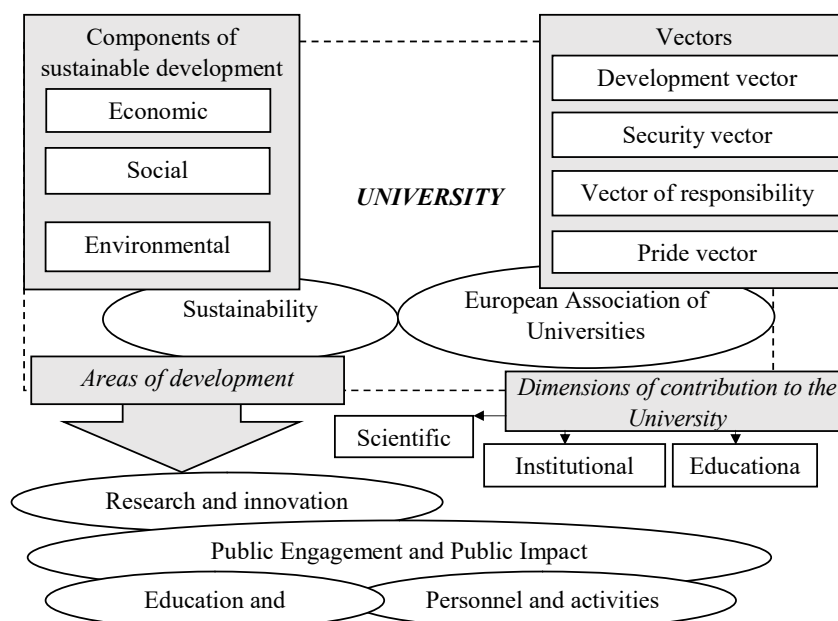 Components of
sustainable development
Economic
Social
Environmental
Vectors
Development vector
Security vector
Vector of responsibility
Pride vector
UNIVERSITY
Sustainability
European Association of
Universities
Areas of development
Dimensions of contribution to the
University
Scientific
Institutional
Educationa
Research and innovation
Public Engagement and Public Impact
Education and
Personnel and activities